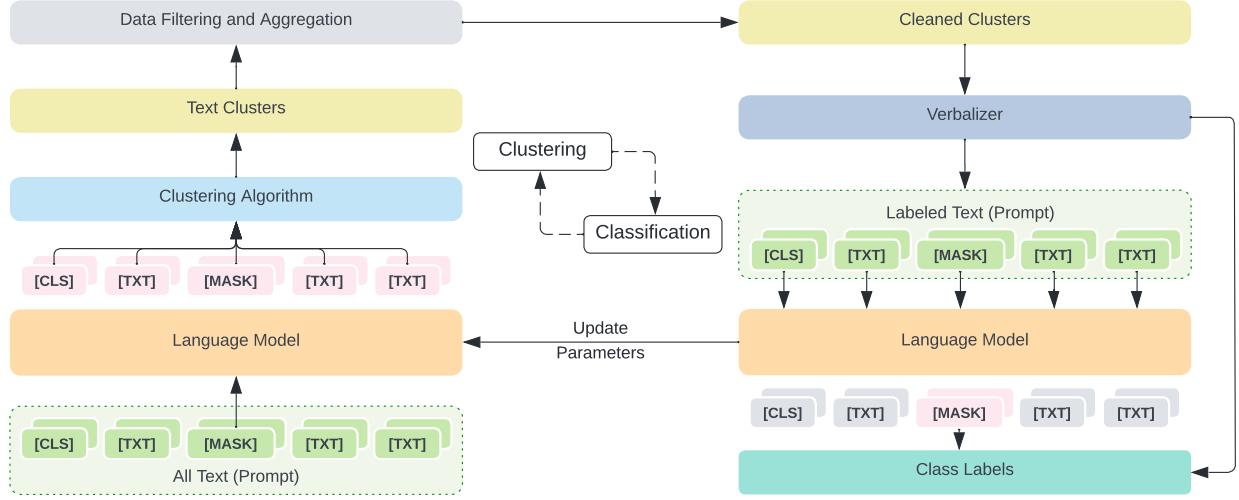 Data Filtering and Aggregation
Text Clusters
Clustering Algorithm
[CLS] [TXT] [MASK] [TXT] [TXT]
Language Model
[CLS] [TXT] [MASK] [TXT] [TXT]
All Text (Prompt)
Clustering
Classification
Update
Parameters
Cleaned Clusters
Verbalizer
Labeled Text (Prompt)
[CLS] [TXT] [MASK] [TXT] [TXT]
Language Model
[CLS] [TXT] [MASK] [TXT] [TXT]
Class Labels